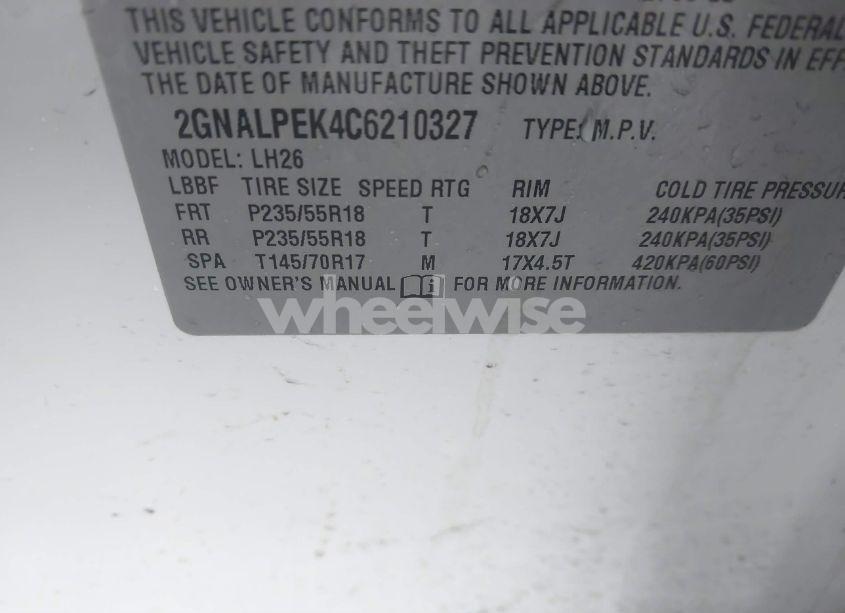 THIS VEHICLE CONFORMS TO ALL APPLICABLE U.S. FEDERAL
VEHICLE SAFETY AND THEFT PREVENTION STANDARDS IN EFF
THE DATE OF MANUFACTURE SHOWN ABOVE.
2GNALPEK4C6210327 TYPE: M.P.V.
MODEL: LH26
LBBF TIRE SIZE SPEED RTG RIM COLD TIRE PRESSUR
FRT P235/55R18 T 18X7J 240KPA(35PSI)
RR P235/55R18 T 18X7J 240KPA(35PSI)
SPA T145/70R17 M 17X4.5T 420KPA(60PSI)
SEE OWNER'S MANUAL i FOR MORE INFORMATION.
wheelwise